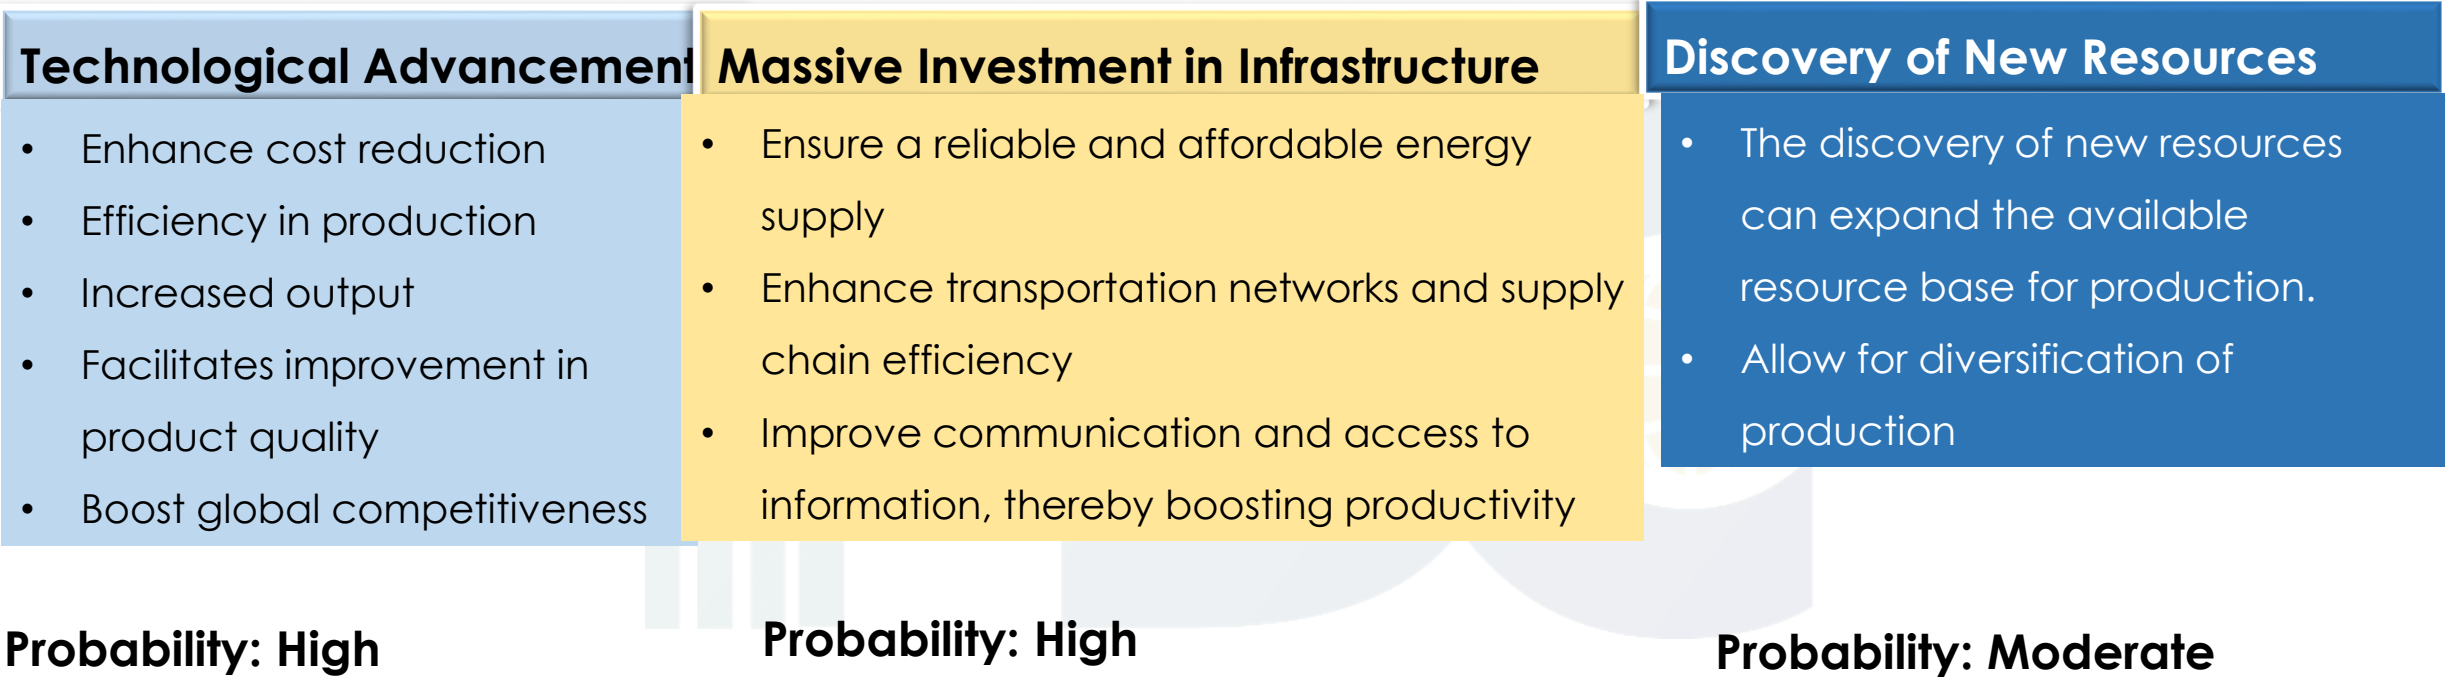 Technological Advancement
• Enhance cost reduction
• Efficiency in production
• Increased output
• Facilitates improvement in
product quality
• Boost global competitiveness
Probability: High
Massive Investment in Infrastructure
• Ensure a reliable and affordable energy
supply
• Enhance transportation networks and supply
chain efficiency
• Improve communication and access to
information, thereby boosting productivity
Probability: High
Discovery of New Resources
• The discovery of new resources
can expand the available
resource base for production.
• Allow for diversification of
production
Probability: Moderate